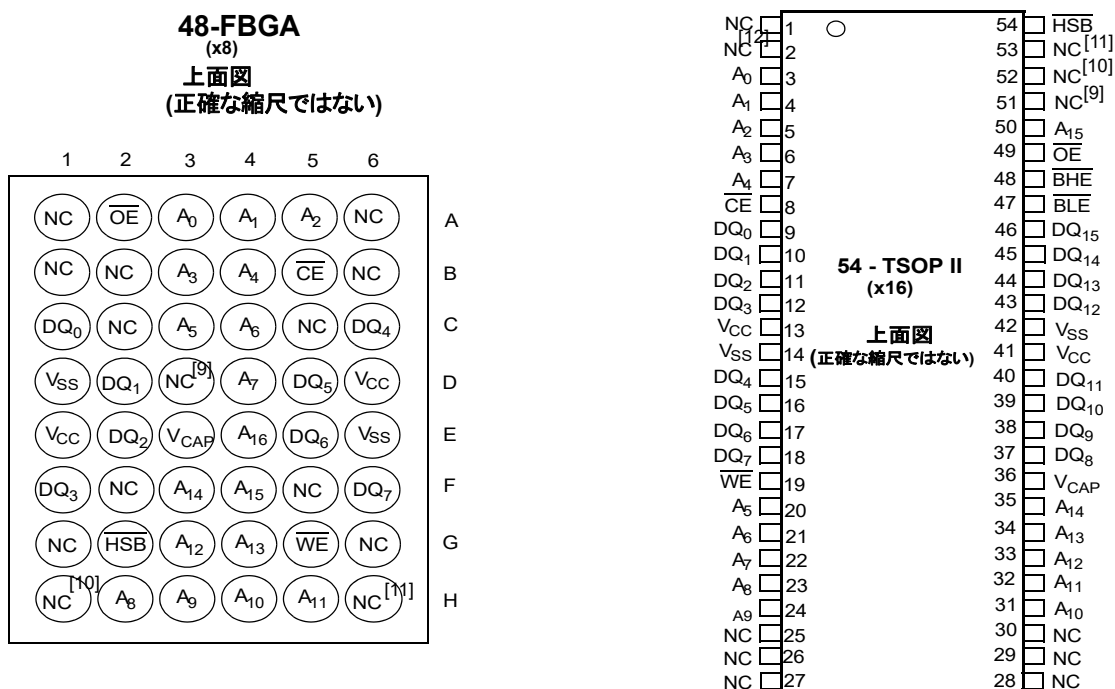 48-FBGA
(x8)
上面図
(正確な縮尺ではない)
1 2 3 4 5 6
NC O̅E̅ A0 A1 A2 NC A
NC NC A3 A4 C̅E̅ NC B
DQ0 NC A5 A6 NC DQ4 C
VSS DQ1 NC[9] A7 DQ5 VCC D
VCC DQ2 VCAP A16 DQ6 VSS E
DQ3 NC A14 A15 NC DQ7 F
NC H̅S̅B̅ A12 A13 W̅E̅ NC G
NC[10] A8 A9 A10 A11 NC[11] H
54 - TSOP II
(x16)
上面図
(正確な縮尺ではない)
NC 1
[12]
NC 2
A0 3
A1 4
A2 5
A3 6
A4 7
C̅E̅ 8
DQ0 9
DQ1 10
DQ2 11
DQ3 12
VCC 13
VSS 14
DQ4 15
DQ5 16
DQ6 17
DQ7 18
W̅E̅ 19
A5 20
A6 21
A7 22
A8 23
A9 24
NC 25
NC 26
NC 27
54 H̅S̅B̅
53 NC[11]
52 NC[10]
51 NC[9]
50 A15
49 O̅E̅
48 B̅H̅E̅
47 B̅L̅E̅
46 DQ15
45 DQ14
44 DQ13
43 DQ12
42 VSS
41 VCC
40 DQ11
39 DQ10
38 DQ9
37 DQ8
36 VCAP
35 A14
34 A13
33 A12
32 A11
31 A10
30 NC
29 NC
28 NC